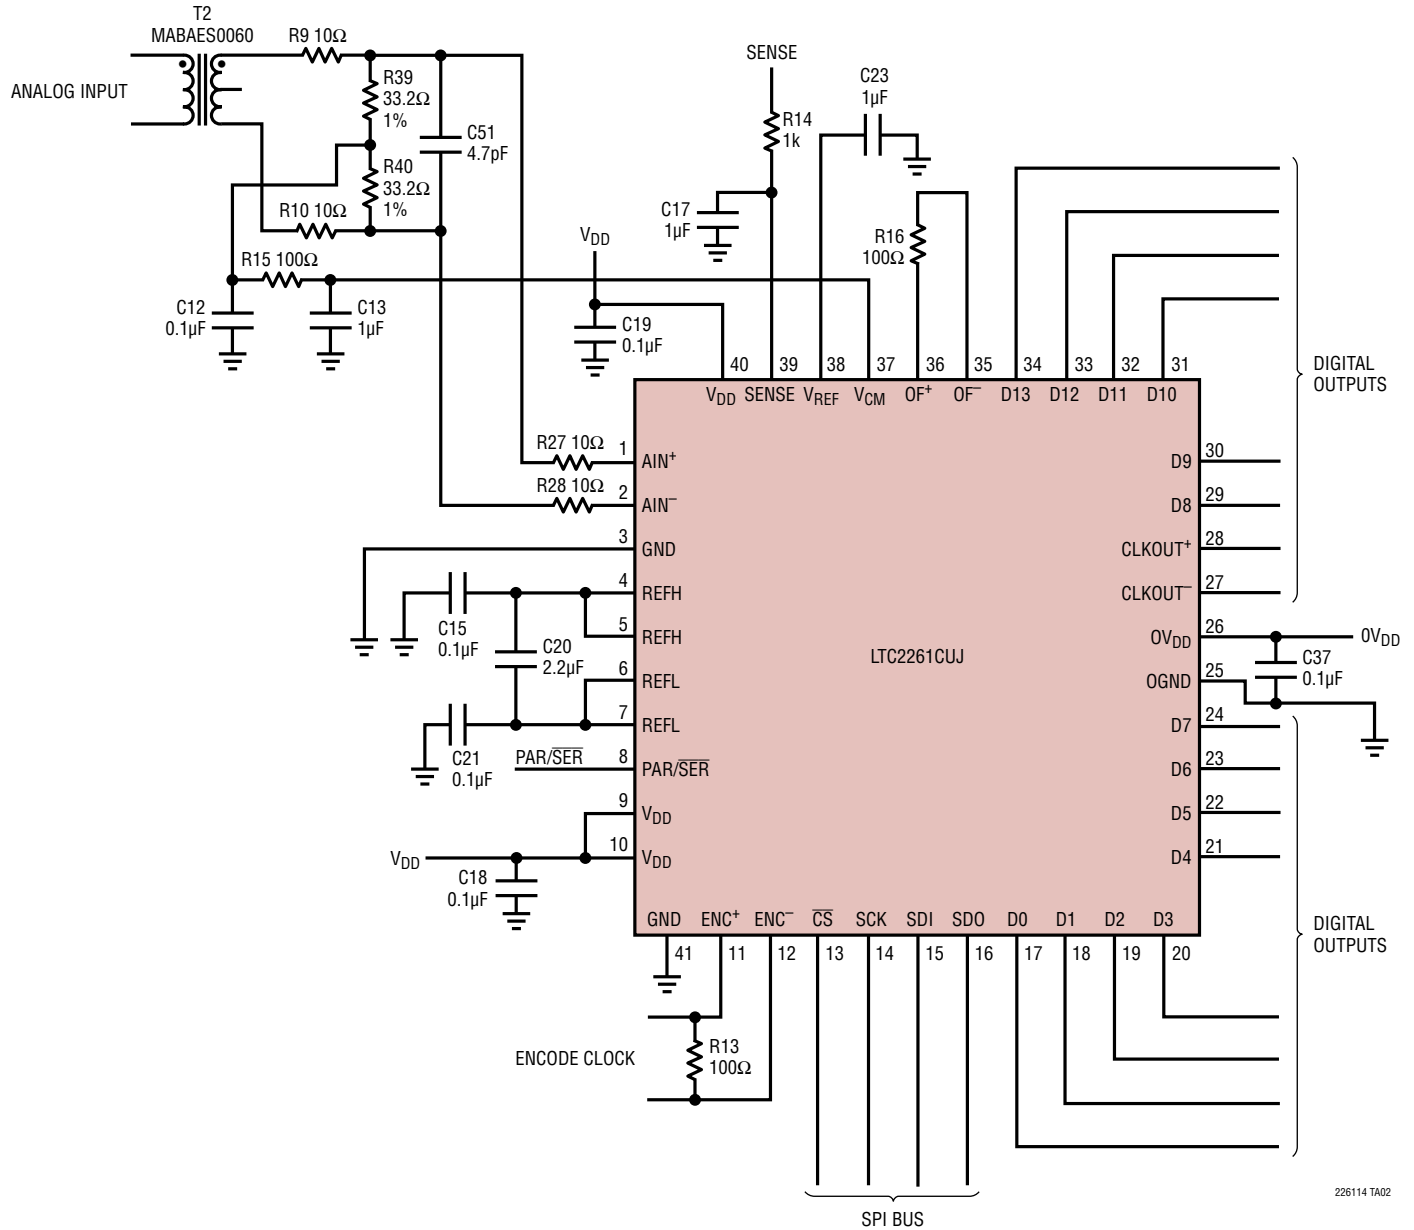 T2
MABAES0060
R9 10Ω
ANALOG INPUT
R39
33.2Ω
1%
C51
4.7pF
R40
33.2Ω
1%
R10 10Ω
R15 100Ω
C12
0.1µF
C13
1µF
SENSE
R14
1k
C17
1µF
C23
1µF
R16
100Ω
VDD
C19
0.1µF
40 39 38 37 36 35 34 33 32 31
VDD SENSE VREF VCM OF+ OF– D13 D12 D11 D10
DIGITAL
OUTPUTS
R27 10Ω
1 AIN+
R28 10Ω
2 AIN–
3 GND
4 REFH
5 REFH
6 REFL
7 REFL
8 PAR/S̅E̅R̅
9 VDD
10 VDD
C15
0.1µF
C20
2.2µF
C21
0.1µF
PAR/S̅E̅R̅
VDD
C18
0.1µF
LTC2261CUJ
D9 30
D8 29
CLKOUT+ 28
CLKOUT– 27
OVDD 26
0VDD
OGND 25
C37
0.1µF
D7 24
D6 23
D5 22
D4 21
GND ENC+ ENC– C̅S̅ SCK SDI SDO D0 D1 D2 D3
41 11 12 13 14 15 16 17 18 19 20
DIGITAL
OUTPUTS
ENCODE CLOCK
R13
100Ω
SPI BUS
226114 TA02